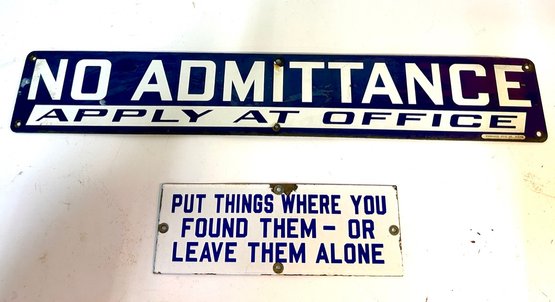 NO ADMITTANCE
APPLY AT OFFICE
PUT THINGS WHERE YOU
FOUND THEM – OR
LEAVE THEM ALONE